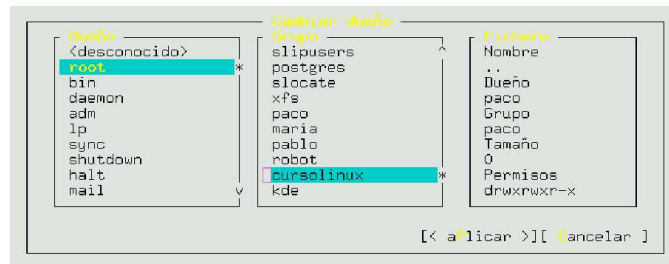 Cambiar dueño
Dueño
<desconocido>
root
bin
daemon
adm
lp
sync
shutdown
halt
mail
Grupo
slipusers
postgres
slocate
xfs
paco
maria
pablo
robot
cursolinux
kde
Fichero
Nombre
..
Dueño
paco
Grupo
paco
Tamaño
0
Permisos
drwxrwxr-x
[< aPlicar >][ Cancelar ]